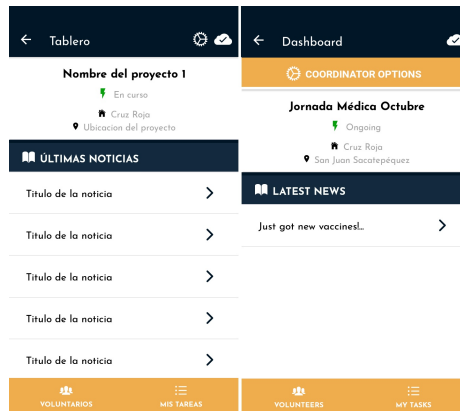 Tablero
Nombre del proyecto 1
En curso
Cruz Roja
Ubicacion del proyecto
ÚLTIMAS NOTICIAS
Titulo de la noticia
Titulo de la noticia
Titulo de la noticia
Titulo de la noticia
Titulo de la noticia
VOLUNTARIOS
MIS TAREAS
Dashboard
COORDINATOR OPTIONS
Jornada Médica Octubre
Ongoing
Cruz Roja
San Juan Sacatepéquez
LATEST NEWS
Just got new vaccines!...
VOLUNTEERS
MY TASKS